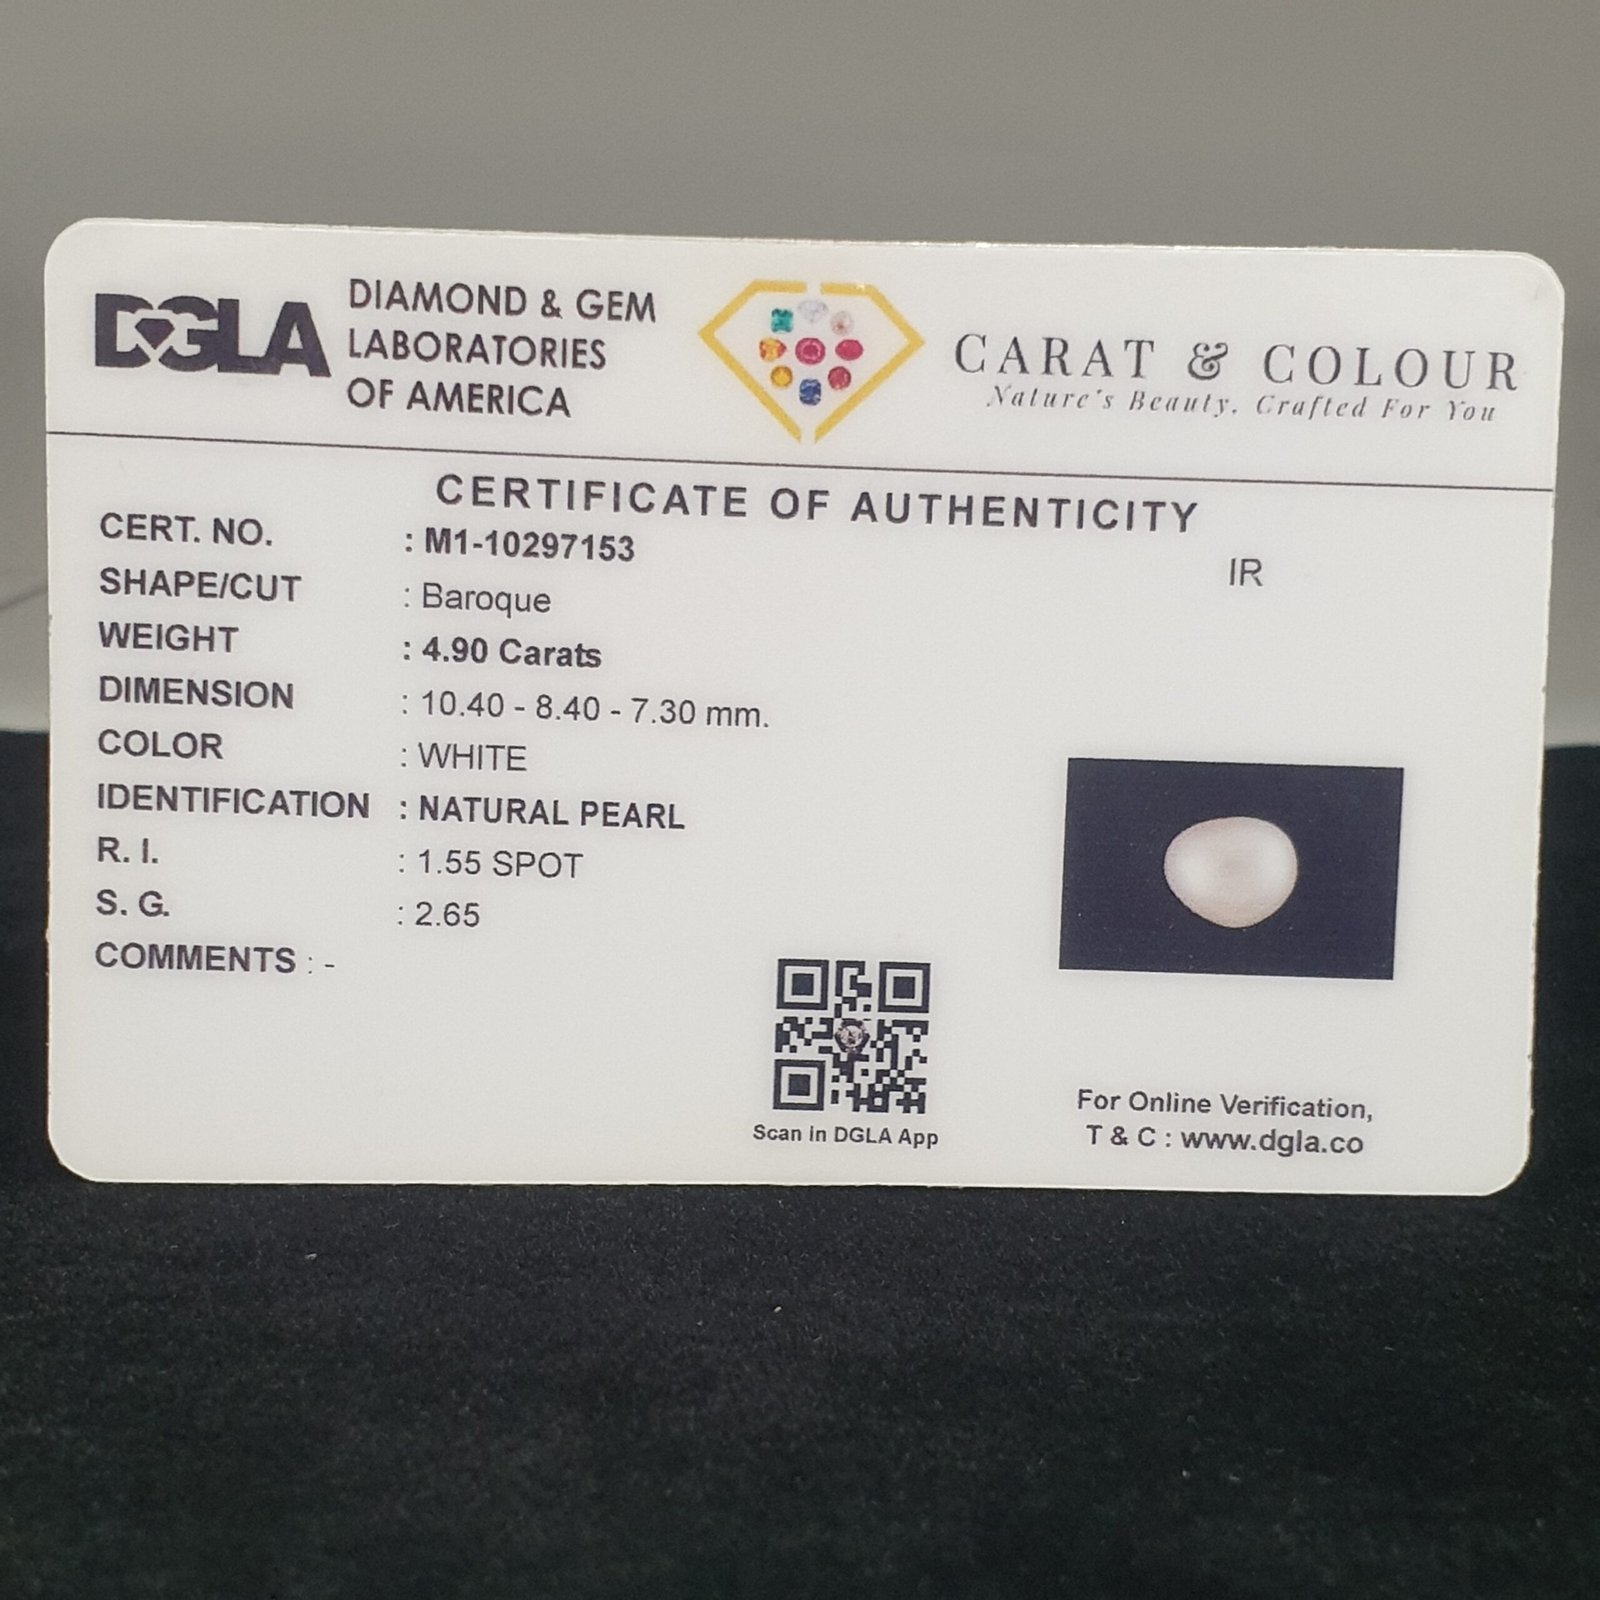 DGLA
DIAMOND & GEM
LABORATORIES
OF AMERICA
CARAT & COLOUR
Nature's Beauty, Crafted For You
CERTIFICATE OF AUTHENTICITY
CERT. NO. : M1-10297153
IR
SHAPE/CUT : Baroque
WEIGHT : 4.90 Carats
DIMENSION : 10.40 - 8.40 - 7.30 mm.
COLOR : WHITE
IDENTIFICATION : NATURAL PEARL
R. I. : 1.55 SPOT
S. G. : 2.65
COMMENTS : -
Scan in DGLA App
For Online Verification,
T & C : www.dgla.co